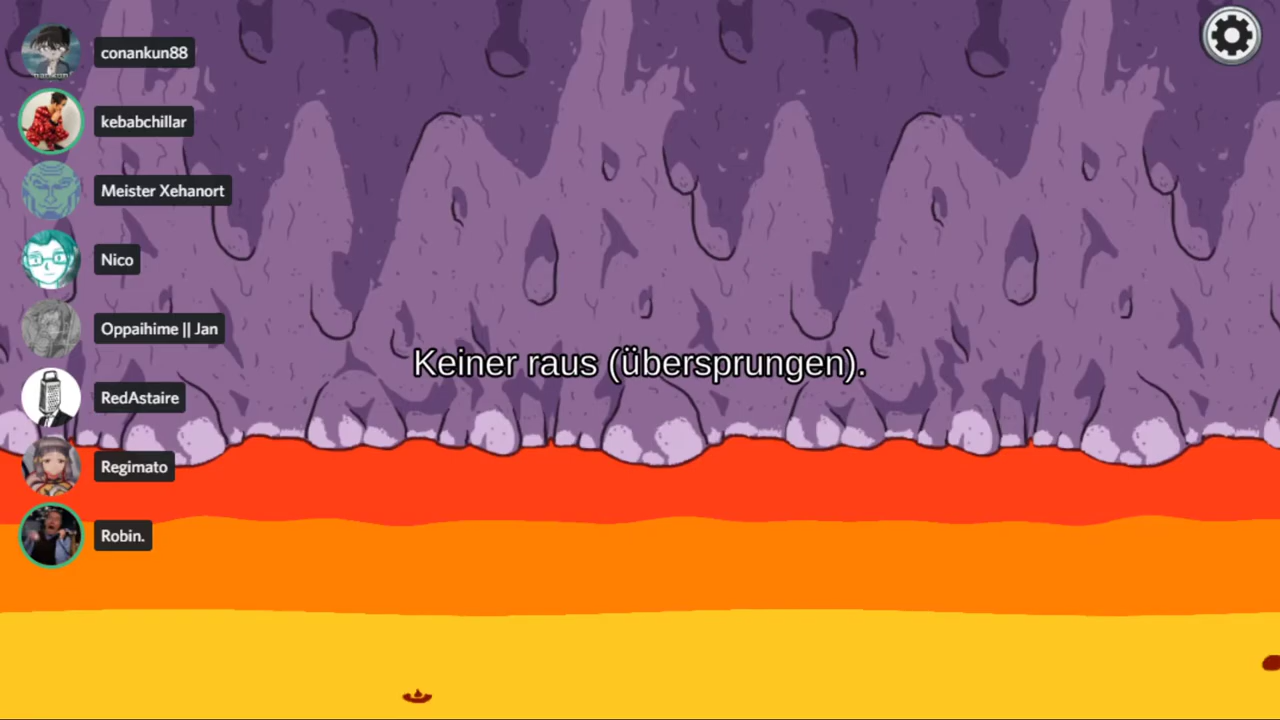 conankun88
kebabchillar
Meister Xehanort
Nico
Oppaihime || Jan
Keiner raus (übersprungen).
RedAstaire
Regimato
Robin.